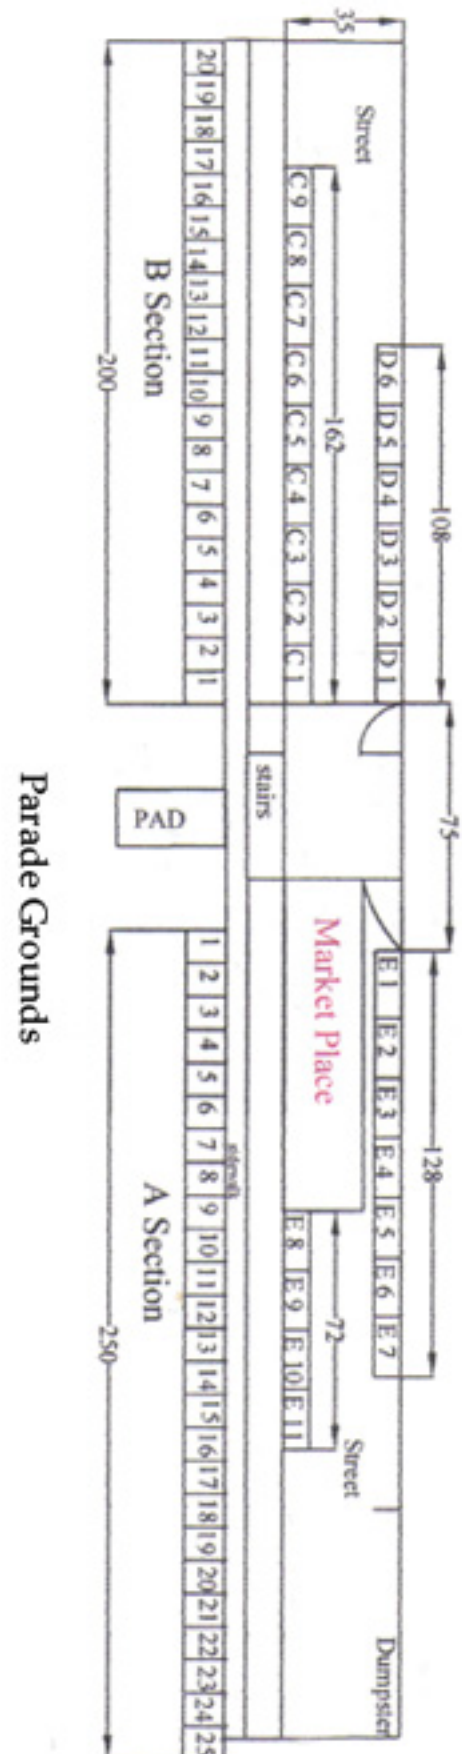 108
75
128
D6 D5 D4 D3 D2 D1
E1 E2 E3 E4 E5 E6 E7
Dumpster
35
Street
162
72
Street
C9 C8 C7 C6 C5 C4 C3 C2 C1
Market Place
E8 E9 E10 E11
stairs
sidewalk
20 19 18 17 16 15 14 13 12 11 10 9 8 7 6 5 4 3 2 1
PAD
1 2 3 4 5 6 7 8 9 10 11 12 13 14 15 16 17 18 19 20 21 22 23 24 25
B Section
A Section
200
250
Parade Grounds